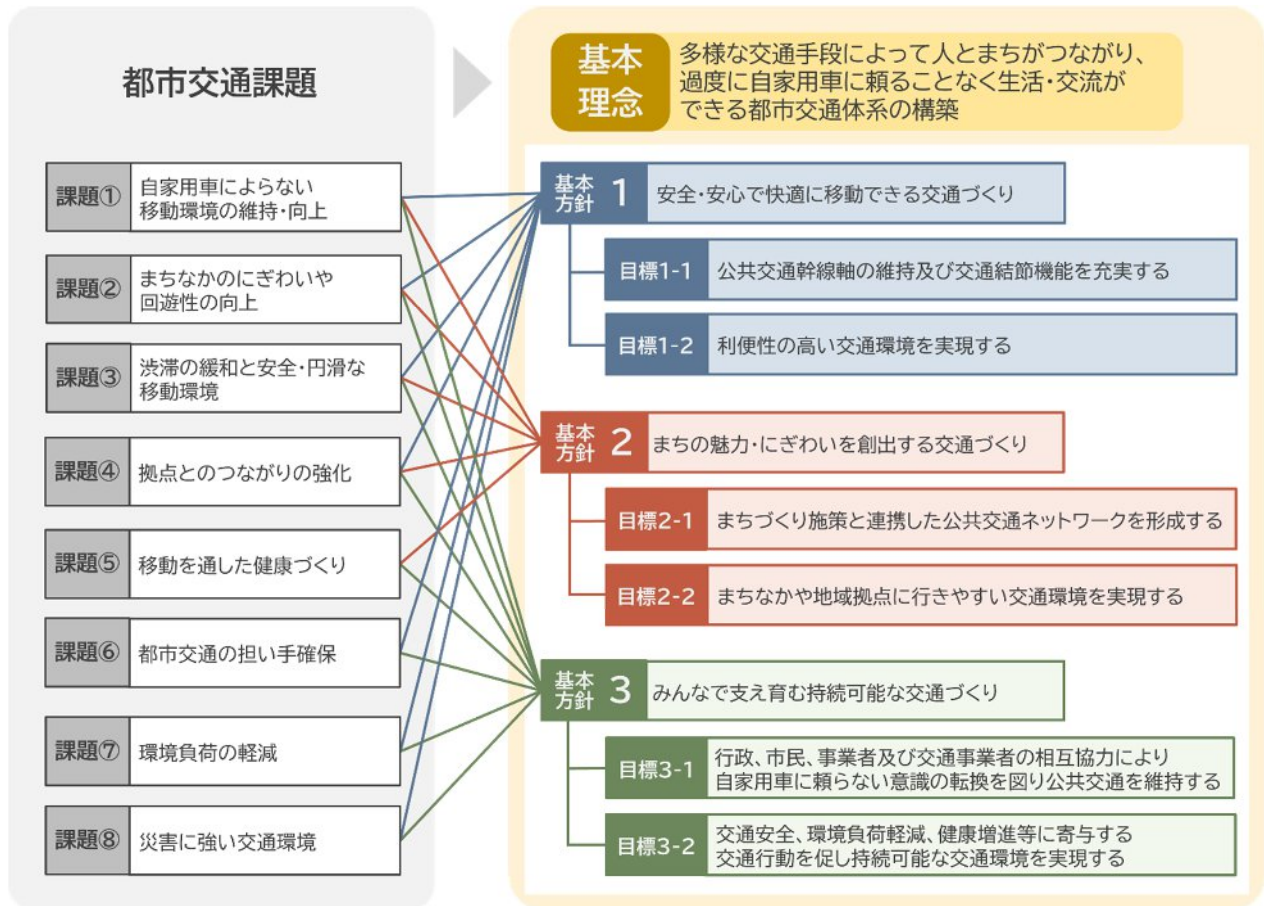 都市交通課題
課題①
自家用車によらない
移動環境の維持・向上
課題②
まちなかのにぎわいや
回遊性の向上
課題③
渋滞の緩和と安全・円滑な
移動環境
課題④
拠点とのつながりの強化
課題⑤
移動を通した健康づくり
課題⑥
都市交通の担い手確保
課題⑦
環境負荷の軽減
課題⑧
災害に強い交通環境
基本
理念
多様な交通手段によって人とまちがつながり、
過度に自家用車に頼ることなく生活・交流が
できる都市交通体系の構築
基本
方針
1
安全・安心で快適に移動できる交通づくり
目標1-1
公共交通幹線軸の維持及び交通結節機能を充実する
目標1-2
利便性の高い交通環境を実現する
基本
方針
2
まちの魅力・にぎわいを創出する交通づくり
目標2-1
まちづくり施策と連携した公共交通ネットワークを形成する
目標2-2
まちなかや地域拠点に行きやすい交通環境を実現する
基本
方針
3
みんなで支え育む持続可能な交通づくり
目標3-1
行政、市民、事業者及び交通事業者の相互協力により
自家用車に頼らない意識の転換を図り公共交通を維持する
目標3-2
交通安全、環境負荷軽減、健康増進等に寄与する
交通行動を促し持続可能な交通環境を実現する